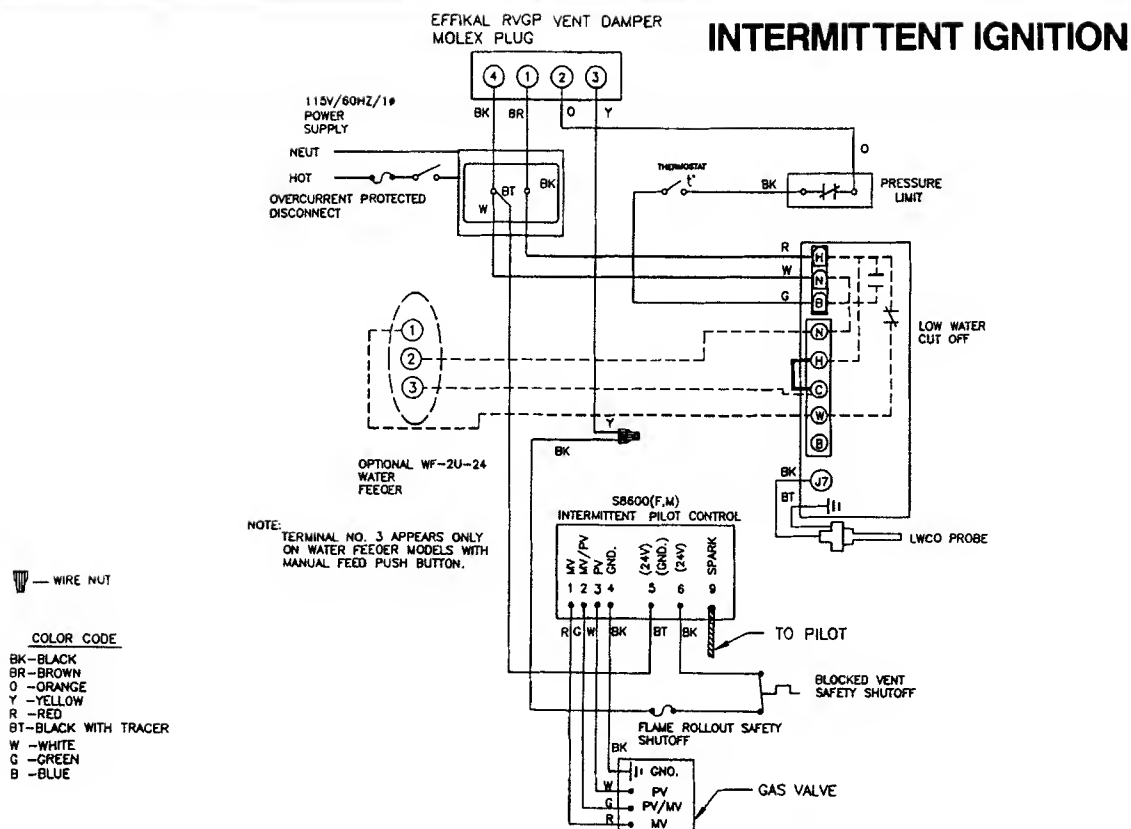 EFFIKAL RVGP VENT DAMPER
MOLEX PLUG
INTERMITTENT IGNITION
4 1 2 3
BK BR O Y
115V/60HZ/1ø
POWER
SUPPLY
NEUT
HOT
OVERCURRENT PROTECTED
DISCONNECT
BT BK
W
O
THERMOSTAT
t°
BK
PRESSURE
LIMIT
R H
W N
G B
N
H
C
W
B
LOW WATER
CUT OFF
1
2
3
OPTIONAL WF-2U-24
WATER
FEEOER
Y
BK
BK J7
BT
LWCO PROBE
NOTE:
TERMINAL NO. 3 APPEARS ONLY
ON WATER FEEOER MODELS WITH
MANUAL FEED PUSH BUTTON.
S8600(F,M)
INTERMITTENT PILOT CONTROL
MV MV/PV PV GND. (24V) (GND.) (24V) SPARK
1 2 3 4 5 6 9
R G W BK BT BK
TO PILOT
BLOCKED VENT
SAFETY SHUTOFF
FLAME ROLLOUT SAFETY
SHUTOFF
BK
GNO.
W PV
G PV/MV
R MV
GAS VALVE
— WIRE NUT
COLOR CODE
BK-BLACK
BR-BROWN
O -ORANGE
Y -YELLOW
R -RED
BT-BLACK WITH TRACER
W -WHITE
G -GREEN
B -BLUE